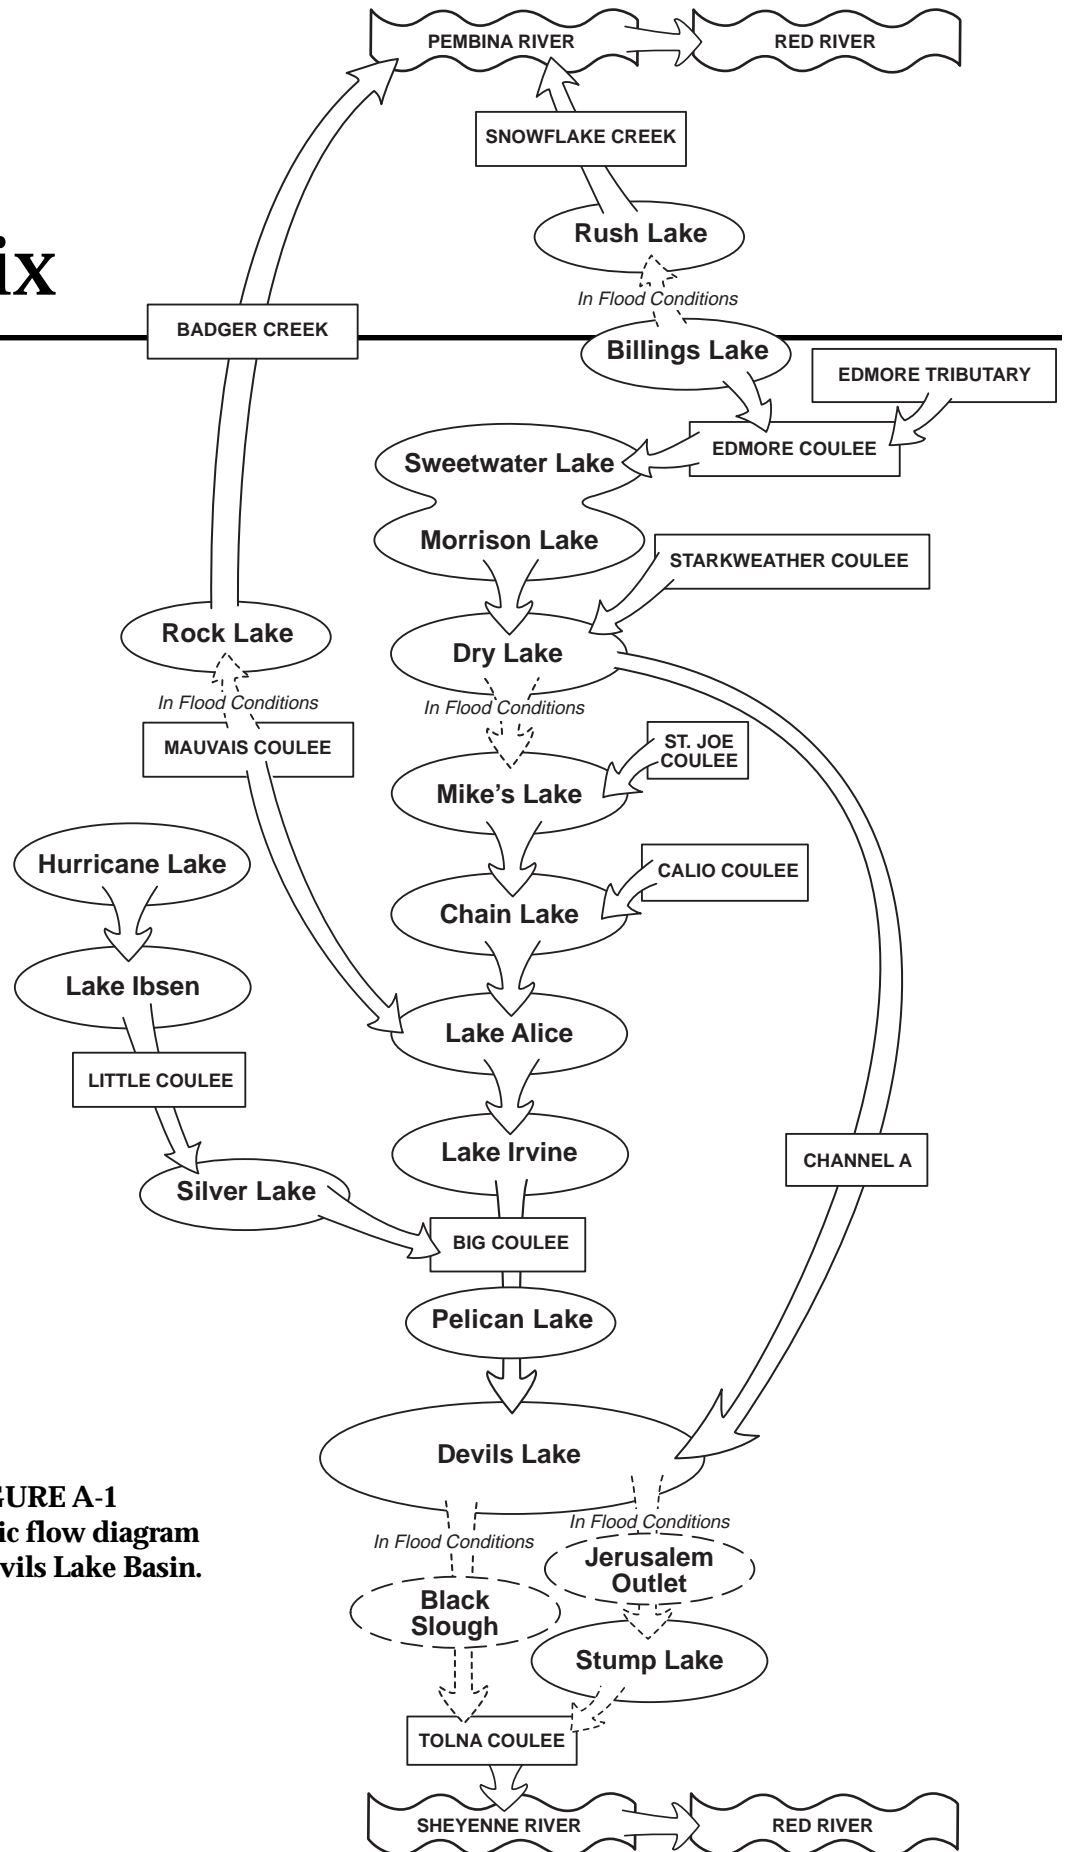 PEMBINA RIVER
RED RIVER
SNOWFLAKE CREEK
Rush Lake
ix
In Flood Conditions
BADGER CREEK
Billings Lake
EDMORE TRIBUTARY
EDMORE COULEE
Sweetwater Lake
Morrison Lake
STARKWEATHER COULEE
Rock Lake
Dry Lake
In Flood Conditions
In Flood Conditions
MAUVAIS COULEE
ST. JOE
COULEE
Mike's Lake
Hurricane Lake
CALIO COULEE
Chain Lake
Lake Ibsen
Lake Alice
LITTLE COULEE
Lake Irvine
CHANNEL A
Silver Lake
BIG COULEE
Pelican Lake
Devils Lake
GURE A-1
ic flow diagram
vils Lake Basin.
In Flood Conditions
In Flood Conditions
Jerusalem
Outlet
Black
Slough
Stump Lake
TOLNA COULEE
SHEYENNE RIVER
RED RIVER